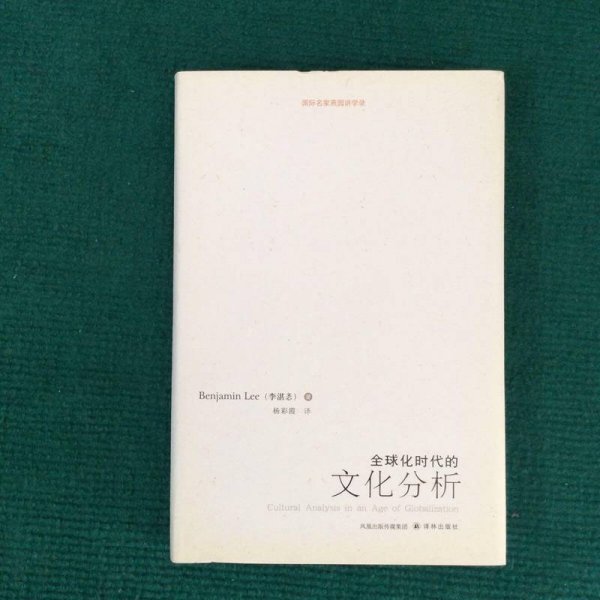 国际名家燕园讲学录
Benjamin Lee（李湛忞） 著
杨彩霞 译
全球化时代的
文化分析
Cultural Analysis in an Age of Globalization
凤凰出版传媒集团 译林出版社